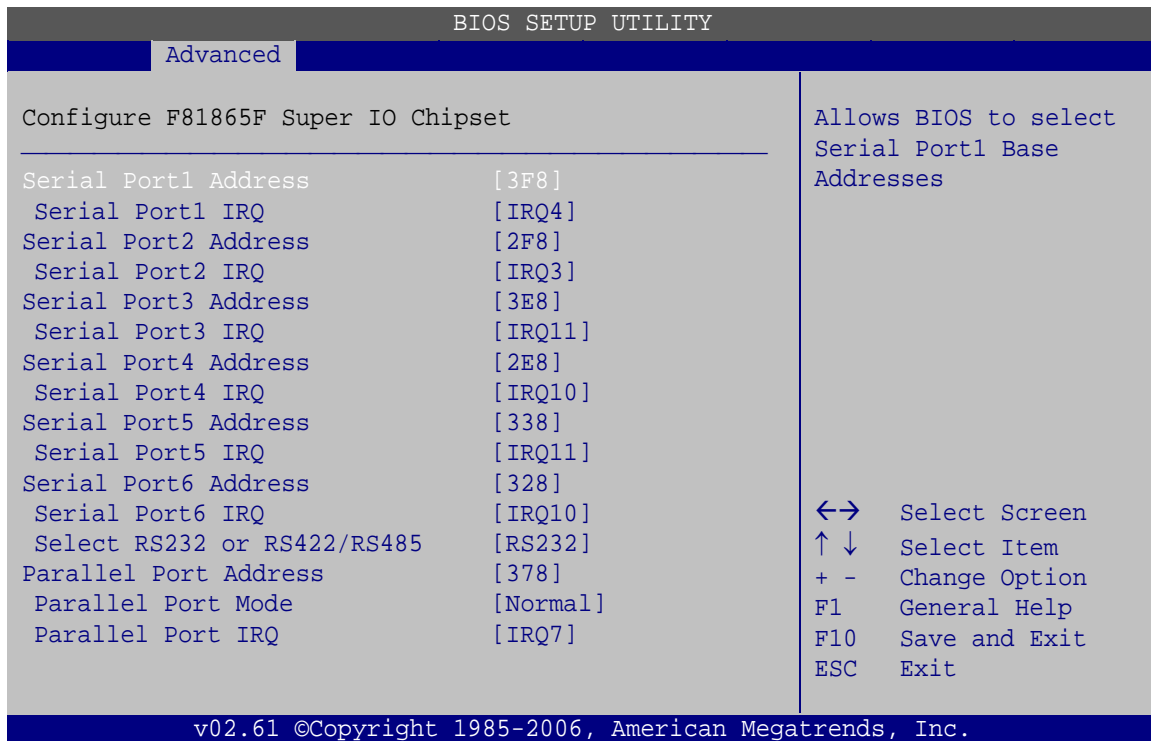 BIOS SETUP UTILITY
Advanced
Configure F81865F Super IO Chipset
Serial Port1 Address [3F8]
Serial Port1 IRQ [IRQ4]
Serial Port2 Address [2F8]
Serial Port2 IRQ [IRQ3]
Serial Port3 Address [3E8]
Serial Port3 IRQ [IRQ11]
Serial Port4 Address [2E8]
Serial Port4 IRQ [IRQ10]
Serial Port5 Address [338]
Serial Port5 IRQ [IRQ11]
Serial Port6 Address [328]
Serial Port6 IRQ [IRQ10]
Select RS232 or RS422/RS485 [RS232]
Parallel Port Address [378]
Parallel Port Mode [Normal]
Parallel Port IRQ [IRQ7]
Allows BIOS to select
Serial Port1 Base
Addresses
←→ Select Screen
↑ ↓ Select Item
+ - Change Option
F1 General Help
F10 Save and Exit
ESC Exit
v02.61 ©Copyright 1985-2006, American Megatrends, Inc.